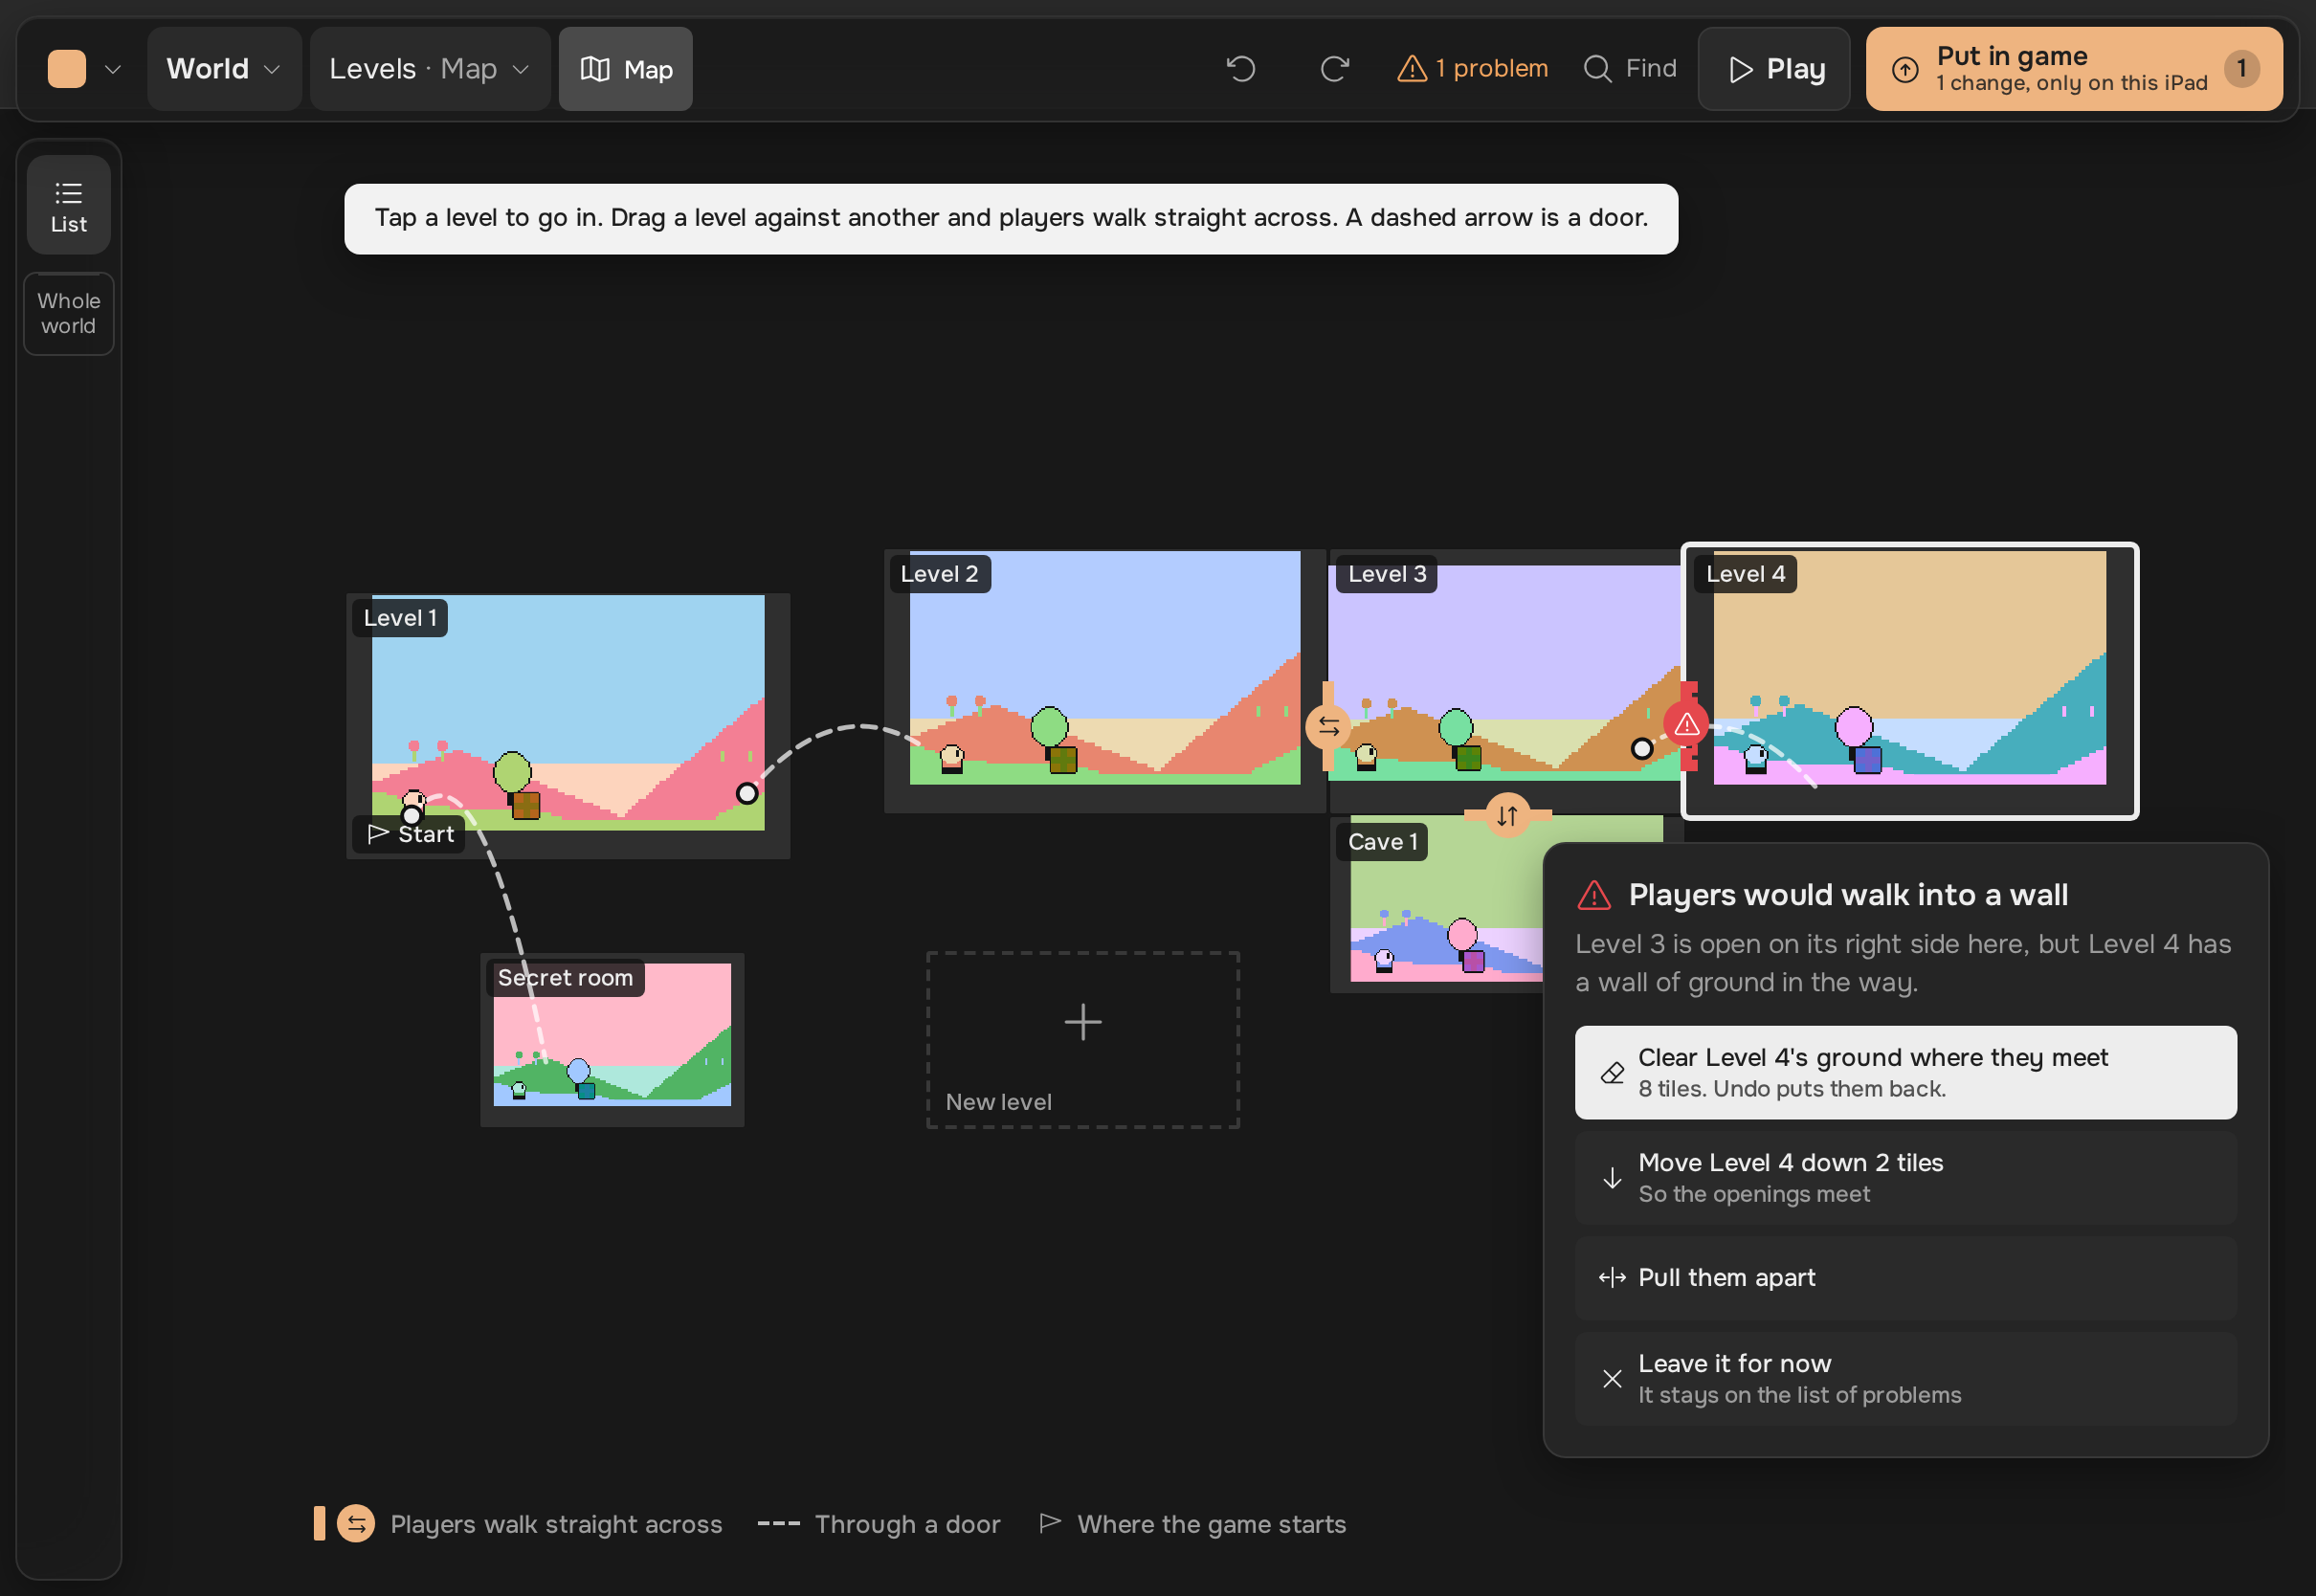 World
Levels · Map
Map
1 problem
Find
Play
Put in game
1 change, only on this iPad
1
List
Whole
world
Tap a level to go in. Drag a level against another and players walk straight across. A dashed arrow is a door.
Level 1
Start
Level 2
Level 3
Level 4
Cave 1
Secret room
New level
Players would walk into a wall
Level 3 is open on its right side here, but Level 4 has
a wall of ground in the way.
Clear Level 4's ground where they meet
8 tiles. Undo puts them back.
Move Level 4 down 2 tiles
So the openings meet
Pull them apart
Leave it for now
It stays on the list of problems
Players walk straight across
Through a door
Where the game starts